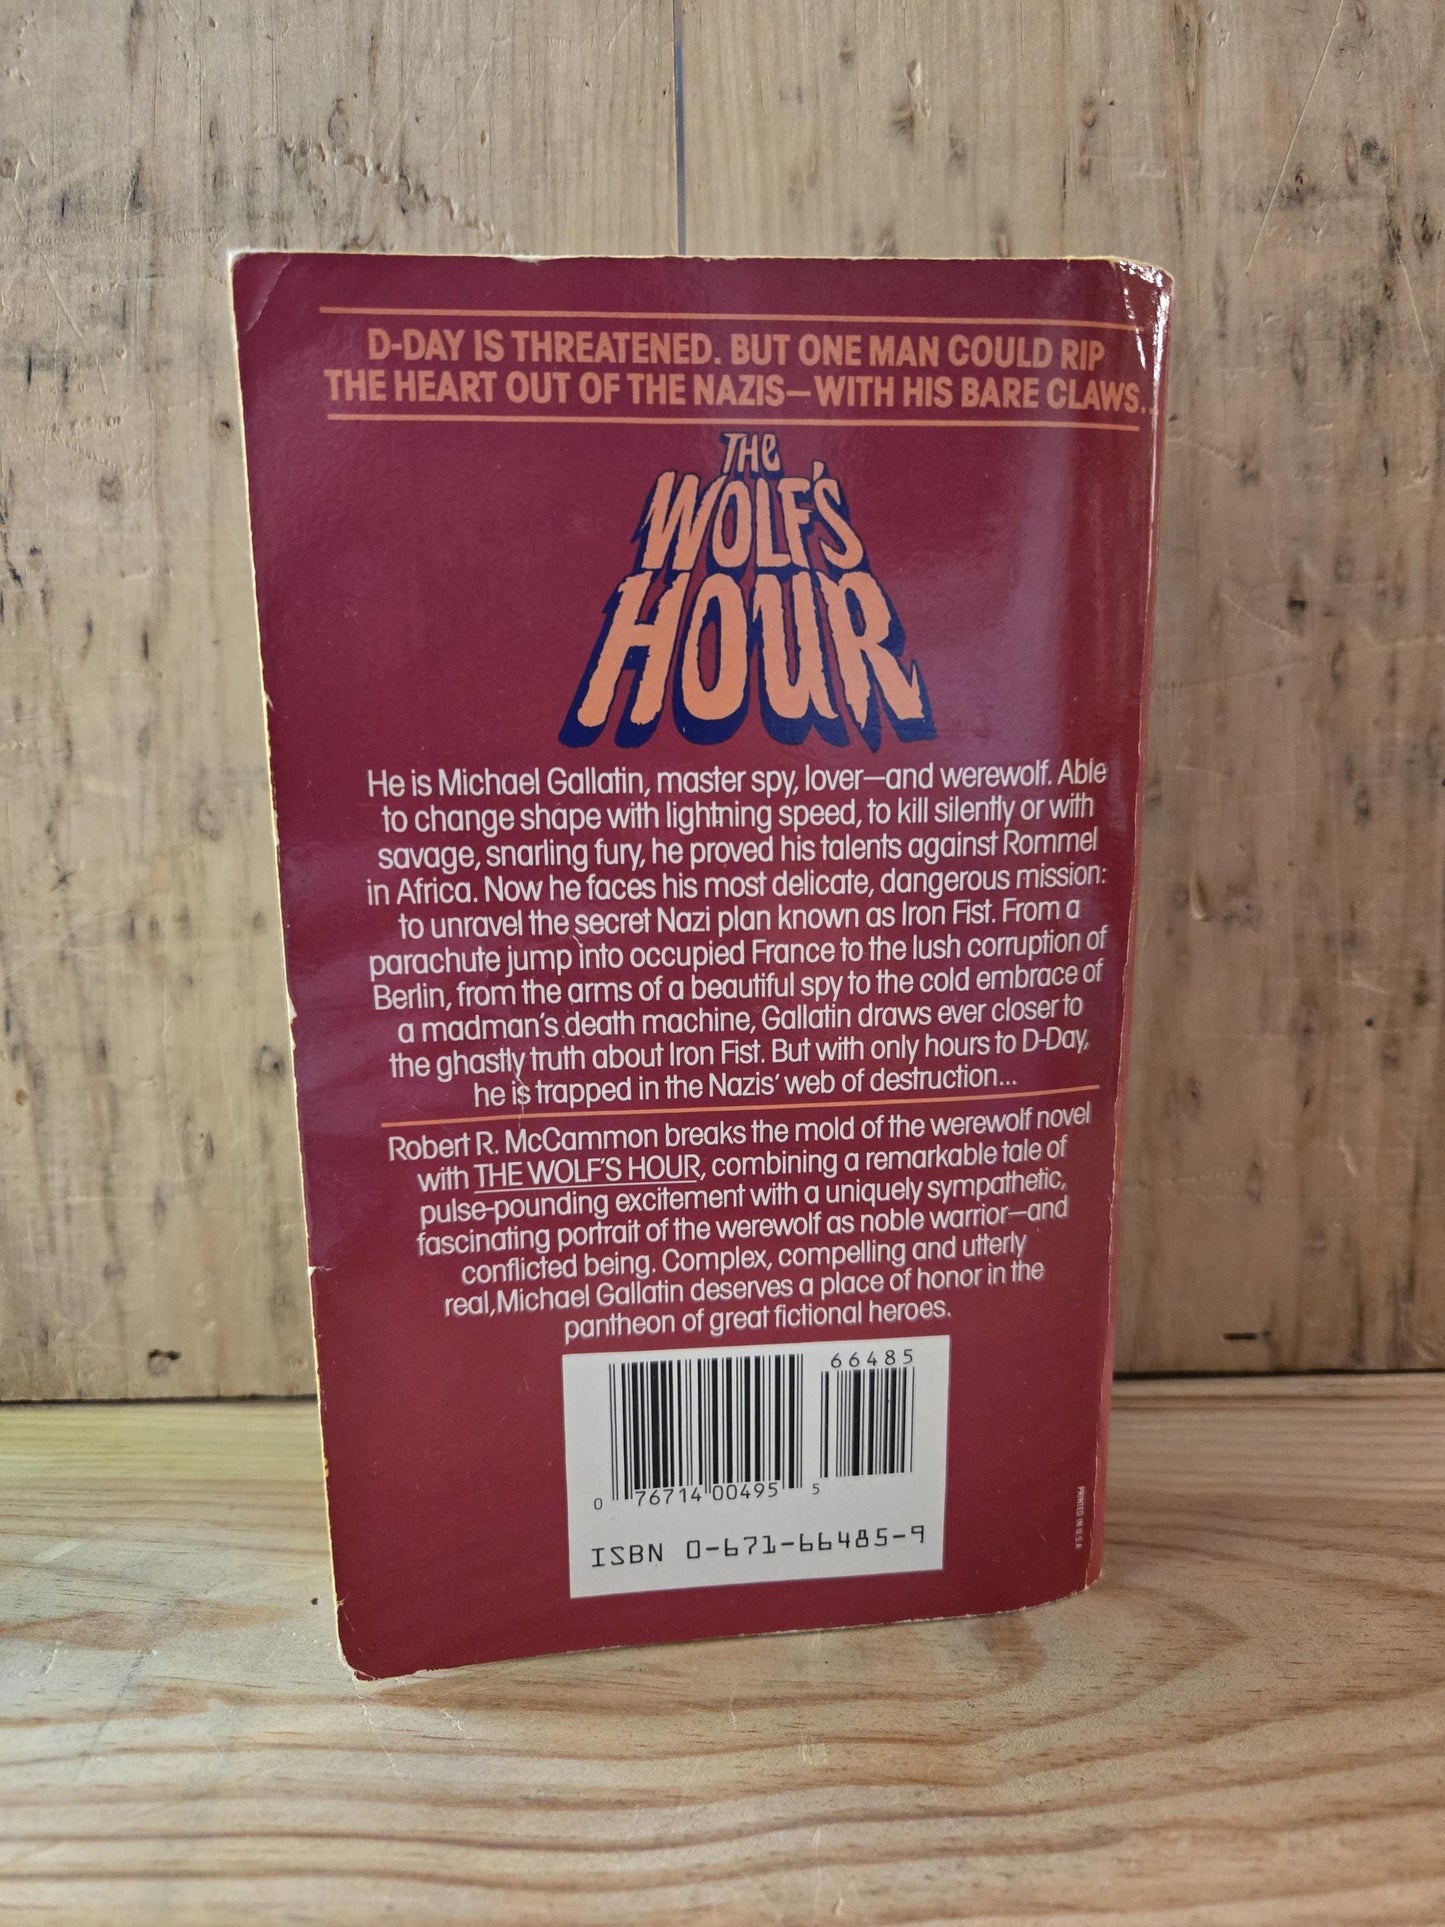 D-DAY IS THREATENED. BUT ONE MAN COULD RIP
THE HEART OUT OF THE NAZIS—WITH HIS BARE CLAWS...
THE
WOLF'S
HOUR
He is Michael Gallatin, master spy, lover—and werewolf. Able
to change shape with lightning speed, to kill silently or with
savage, snarling fury, he proved his talents against Rommel
in Africa. Now he faces his most delicate, dangerous mission:
to unravel the secret Nazi plan known as Iron Fist. From a
parachute jump into occupied France to the lush corruption of
Berlin, from the arms of a beautiful spy to the cold embrace of
a madman's death machine, Gallatin draws ever closer to
the ghastly truth about Iron Fist. But with only hours to D-Day,
he is trapped in the Nazis' web of destruction...
Robert R. McCammon breaks the mold of the werewolf novel
with THE WOLF'S HOUR, combining a remarkable tale of
pulse-pounding excitement with a uniquely sympathetic,
fascinating portrait of the werewolf as noble warrior—and
conflicted being. Complex, compelling and utterly
real, Michael Gallatin deserves a place of honor in the
pantheon of great fictional heroes.
66485
0 76714 00495 5
ISBN 0-671-66485-9
PRINTED IN U.S.A.